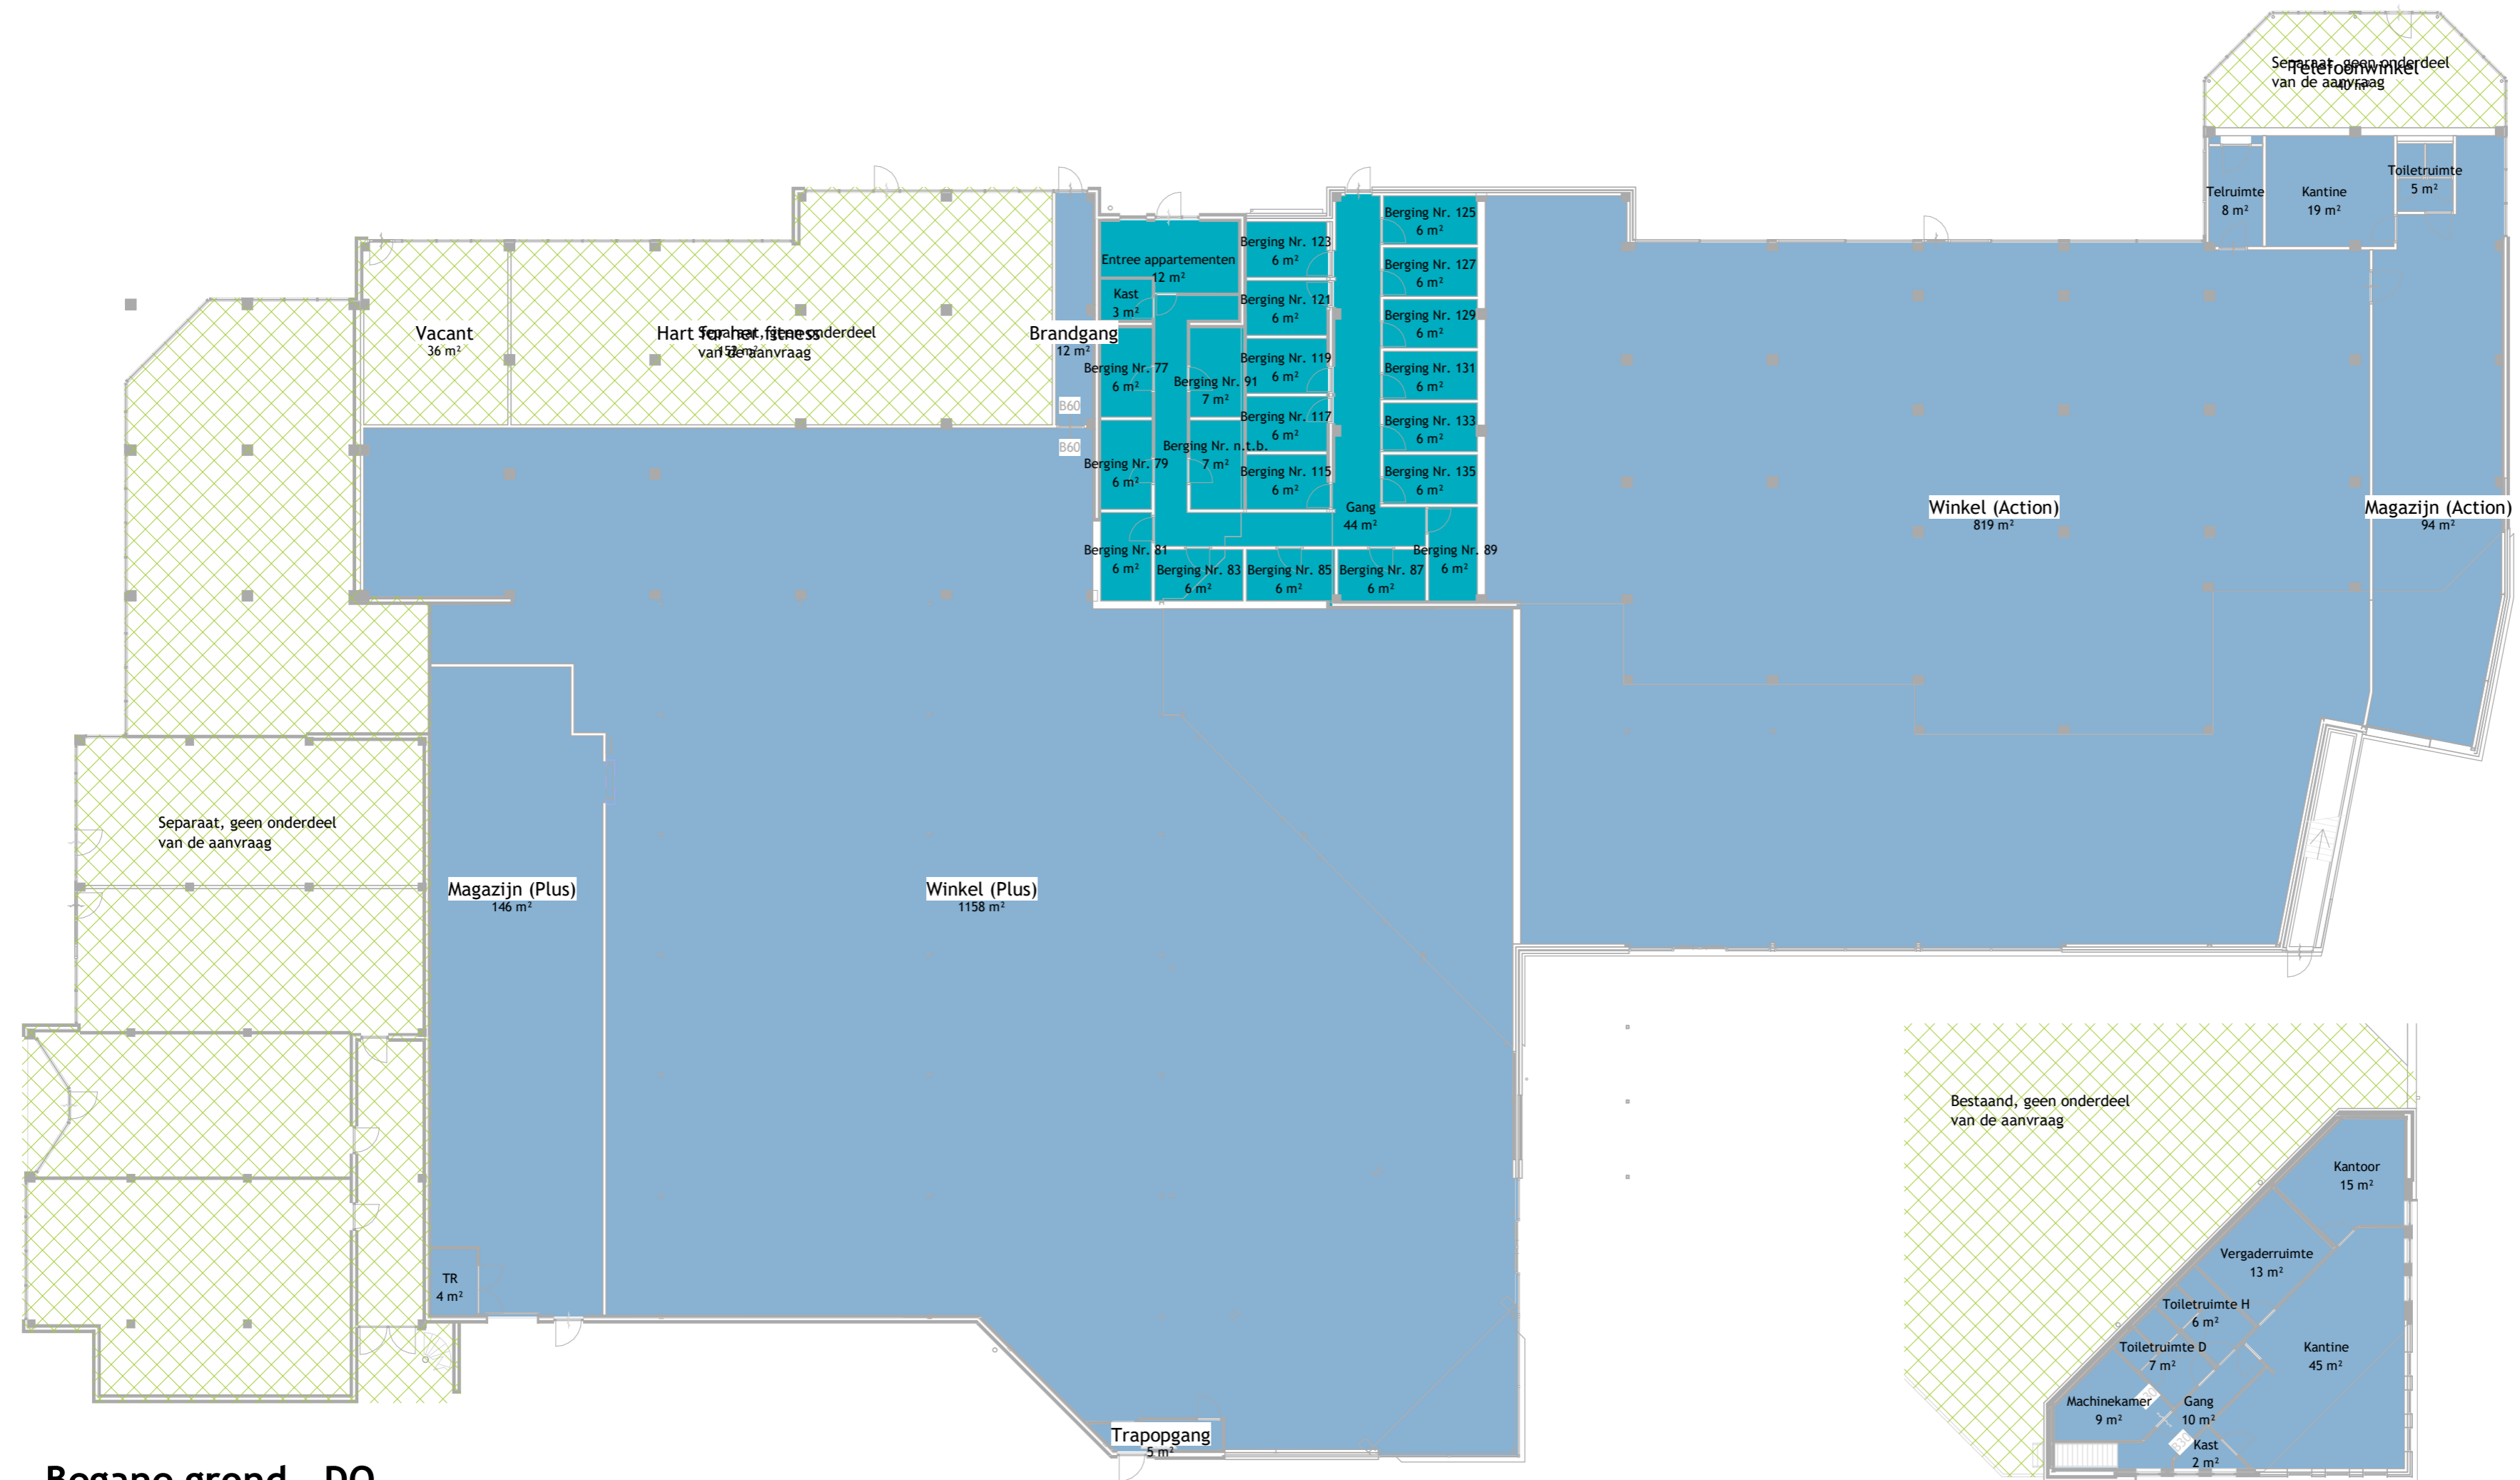 Separaat, geen onderdeel
van de aanvraag
Telefoonwinkel
40 m²
Telruimte
8 m²
Kantine
19 m²
Toiletruimte
5 m²
Vacant
36 m²
Hart for her fitness
152 m²
Separaat, geen onderdeel
van de aanvraag
Brandgang
12 m²
B60
B60
Entree appartementen
12 m²
Kast
3 m²
Berging Nr. 77
6 m²
Berging Nr. 79
6 m²
Berging Nr. 81
6 m²
Berging Nr. 83
6 m²
Berging Nr. 85
6 m²
Berging Nr. 87
6 m²
Berging Nr. 89
6 m²
Berging Nr. 91
7 m²
Berging Nr. n.t.b.
7 m²
Berging Nr. 123
6 m²
Berging Nr. 121
6 m²
Berging Nr. 119
6 m²
Berging Nr. 117
6 m²
Berging Nr. 115
6 m²
Gang
44 m²
Berging Nr. 125
6 m²
Berging Nr. 127
6 m²
Berging Nr. 129
6 m²
Berging Nr. 131
6 m²
Berging Nr. 133
6 m²
Berging Nr. 135
6 m²
Winkel (Action)
819 m²
Magazijn (Action)
94 m²
Separaat, geen onderdeel
van de aanvraag
Magazijn (Plus)
146 m²
Winkel (Plus)
1158 m²
TR
4 m²
Trapopgang
5 m²
Bestaand, geen onderdeel
van de aanvraag
Kantoor
15 m²
Vergaderruimte
13 m²
Toiletruimte H
6 m²
Toiletruimte D
7 m²
Kantine
45 m²
Machinekamer
9 m²
Gang
10 m²
Kast
2 m²
B30
Begane grond - DO